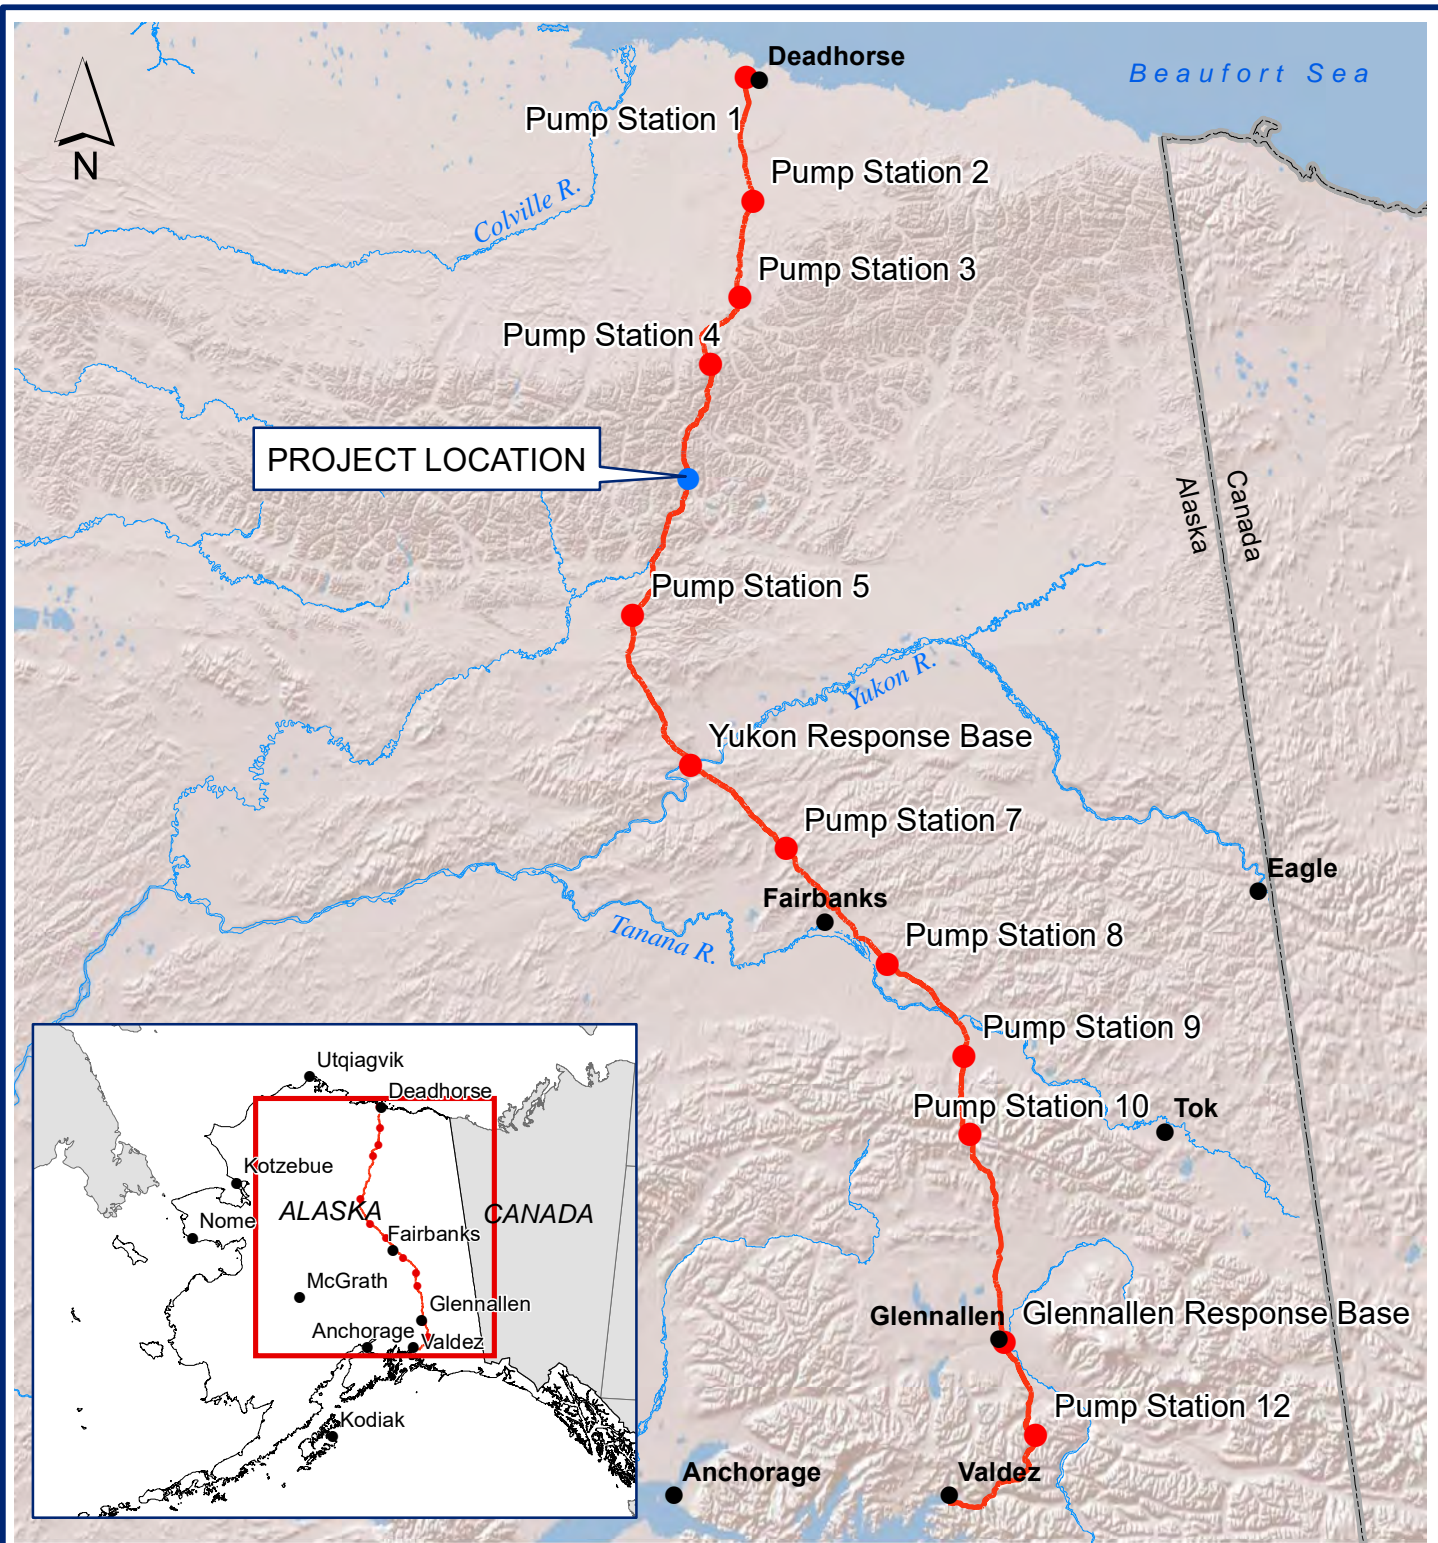 Deadhorse
Beaufort Sea
Pump Station 1
N
Pump Station 2
Colville R.
Pump Station 3
Pump Station 4
PROJECT LOCATION
Canada
Alaska
Pump Station 5
Yukon R.
Yukon Response Base
Pump Station 7
Eagle
Fairbanks
Tanana R.
Pump Station 8
Pump Station 9
Pump Station 10
Tok
Glennallen
Glennallen Response Base
Pump Station 12
Anchorage
Valdez
Utqiagvik
Deadhorse
Kotzebue
ALASKA
CANADA
Nome
Fairbanks
McGrath
Glennallen
Anchorage
Valdez
Kodiak